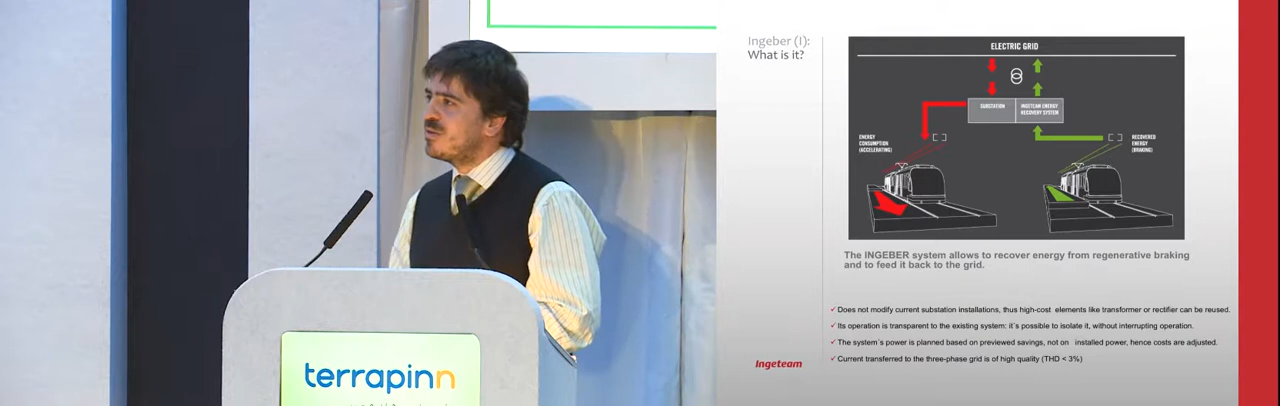 terrapinn
Ingeber (I):
What is it?
ELECTRIC GRID
SUBSTATION
INGETEAM ENERGY
RECOVERY SYSTEM
ENERGY
CONSUMPTION
(ACCELERATING)
RECOVERED
ENERGY
(BRAKING)
The INGEBER system allows to recover energy from regenerative braking
and to feed it back to the grid.
✓ Does not modify current substation installations, thus high-cost elements like transformer or rectifier can be reused.
✓ Its operation is transparent to the existing system: it´s possible to isolate it, without interrupting operation.
✓ The system´s power is planned based on previewed savings, not on installed power, hence costs are adjusted.
✓ Current transferred to the three-phase grid is of high quality (THD < 3%)
Ingeteam